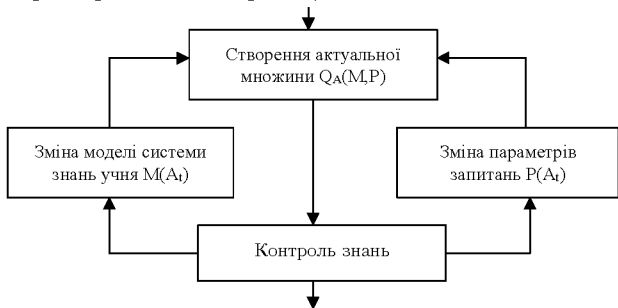 Створення актуальної
множини QA(M,P)
Зміна моделі системи
знань учня M(At)
Зміна параметрів
запитань P(At)
Контроль знань